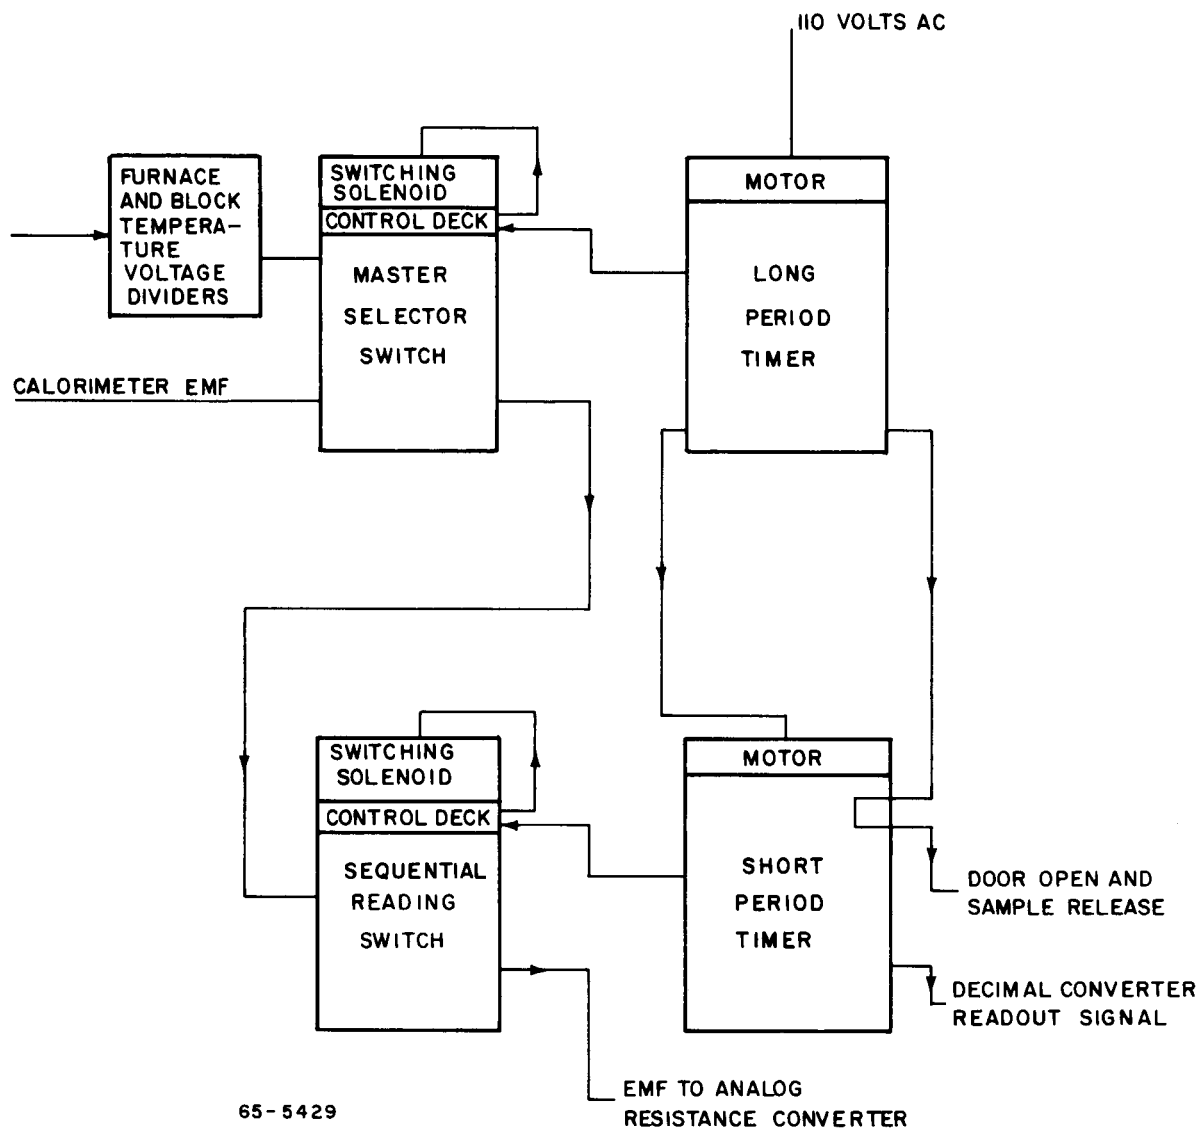 110 VOLTS AC
FURNACE
AND BLOCK
TEMPERA-
TURE
VOLTAGE
DIVIDERS
SWITCHING
SOLENOID
CONTROL DECK
MASTER
SELECTOR
SWITCH
MOTOR
LONG
PERIOD
TIMER
CALORIMETER EMF
SWITCHING
SOLENOID
CONTROL DECK
SEQUENTIAL
READING
SWITCH
MOTOR
SHORT
PERIOD
TIMER
DOOR OPEN AND
SAMPLE RELEASE
DECIMAL CONVERTER
READOUT SIGNAL
EMF TO ANALOG
RESISTANCE CONVERTER
65-5429